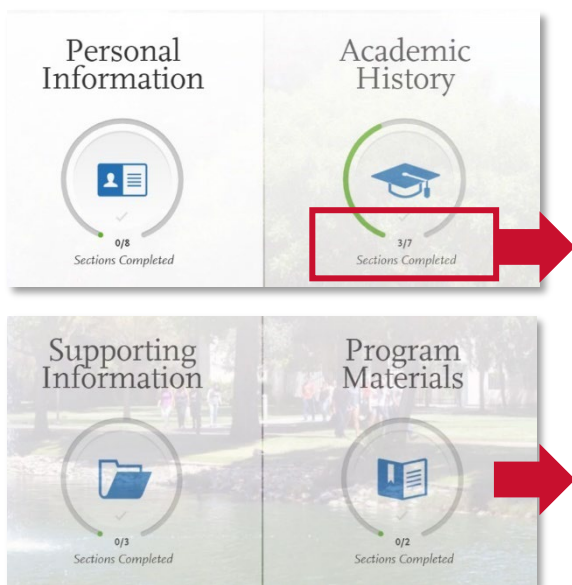 Personal
Information
0/8
Sections Completed
Academic
History
3/7
Sections Completed
Supporting
Information
0/3
Sections Completed
Program
Materials
0/2
Sections Completed